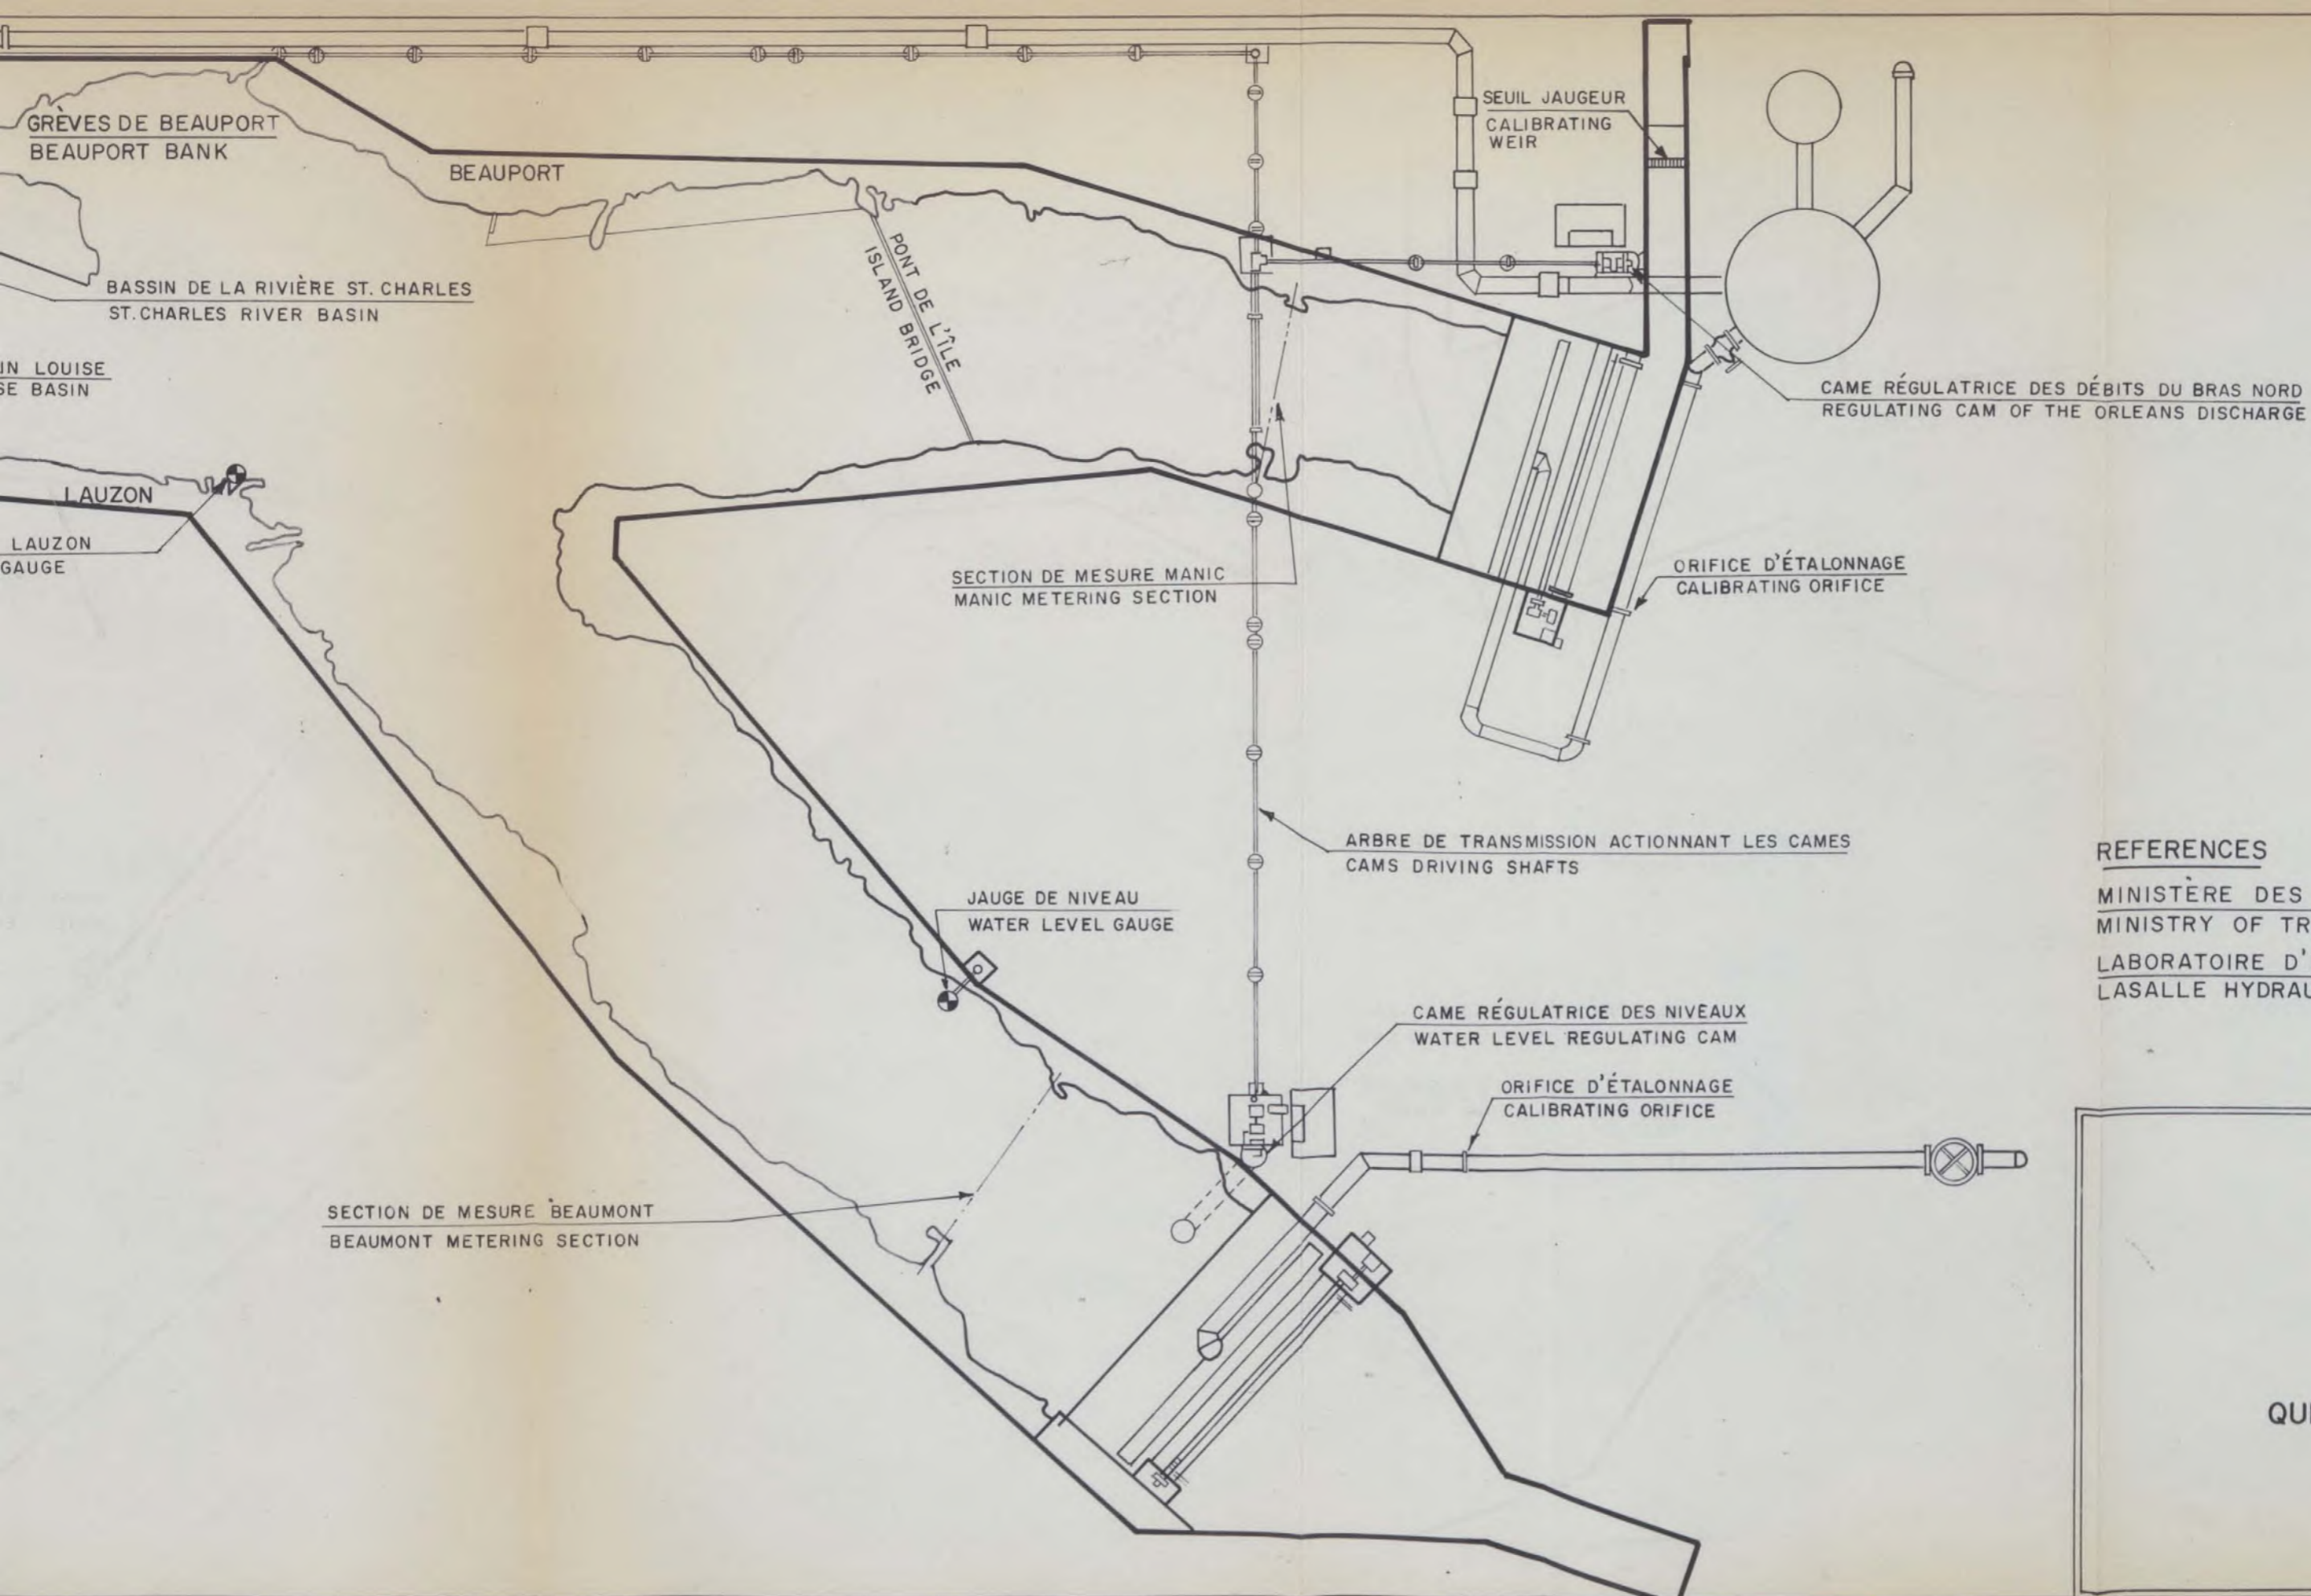 GRÈVES DE BEAUPORT
BEAUPORT BANK
BEAUPORT
SEUIL JAUGEUR
CALIBRATING
WEIR
BASSIN DE LA RIVIÈRE ST. CHARLES
ST. CHARLES RIVER BASIN
PONT DE L'ÎLE
ISLAND BRIDGE
IN LOUISE
SE BASIN
CAME RÉGULATRICE DES DÉBITS DU BRAS NORD
REGULATING CAM OF THE ORLEANS DISCHARGE
LAUZON
LAUZON
GAUGE
SECTION DE MESURE MANIC
MANIC METERING SECTION
ORIFICE D'ÉTALONNAGE
CALIBRATING ORIFICE
ARBRE DE TRANSMISSION ACTIONNANT LES CAMES
CAMS DRIVING SHAFTS
REFERENCES
MINISTÈRE DES
MINISTRY OF TR
LABORATOIRE D'
LASALLE HYDRAU
JAUGE DE NIVEAU
WATER LEVEL GAUGE
CAME RÉGULATRICE DES NIVEAUX
WATER LEVEL REGULATING CAM
ORIFICE D'ÉTALONNAGE
CALIBRATING ORIFICE
SECTION DE MESURE BEAUMONT
BEAUMONT METERING SECTION